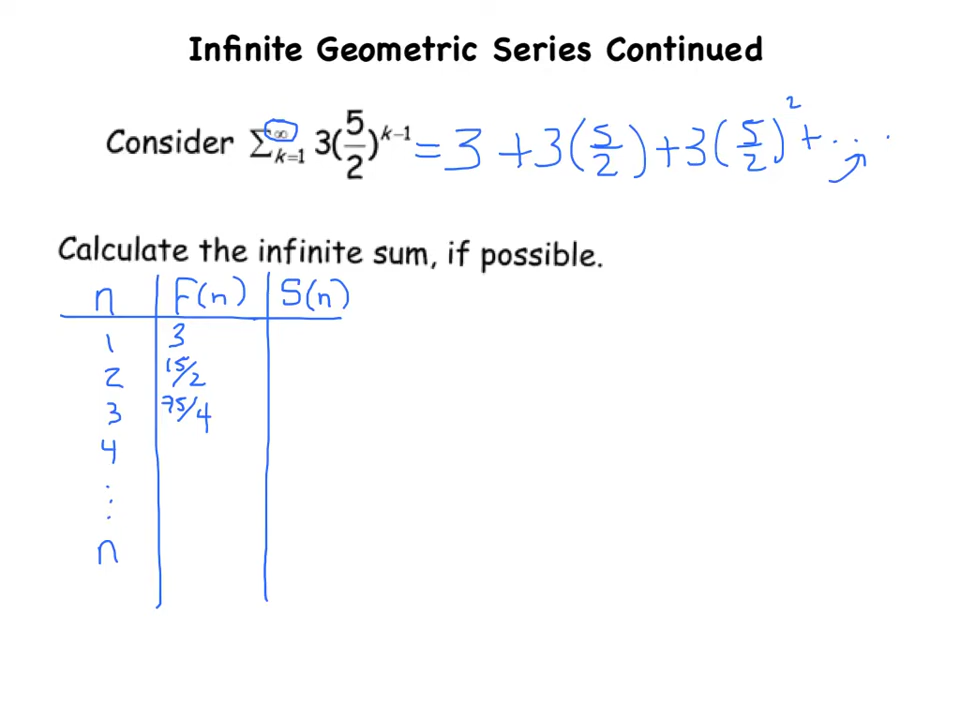 Infinite Geometric Series Continued
Consider ∑_{k=1}^{∞} 3(5/2)^{k-1} = 3 + 3(5/2) + 3(5/2)^2 + ...
Calculate the infinite sum, if possible.
n F(n) S(n)
1 3
2 15/2
3 75/4
4
⋮
n